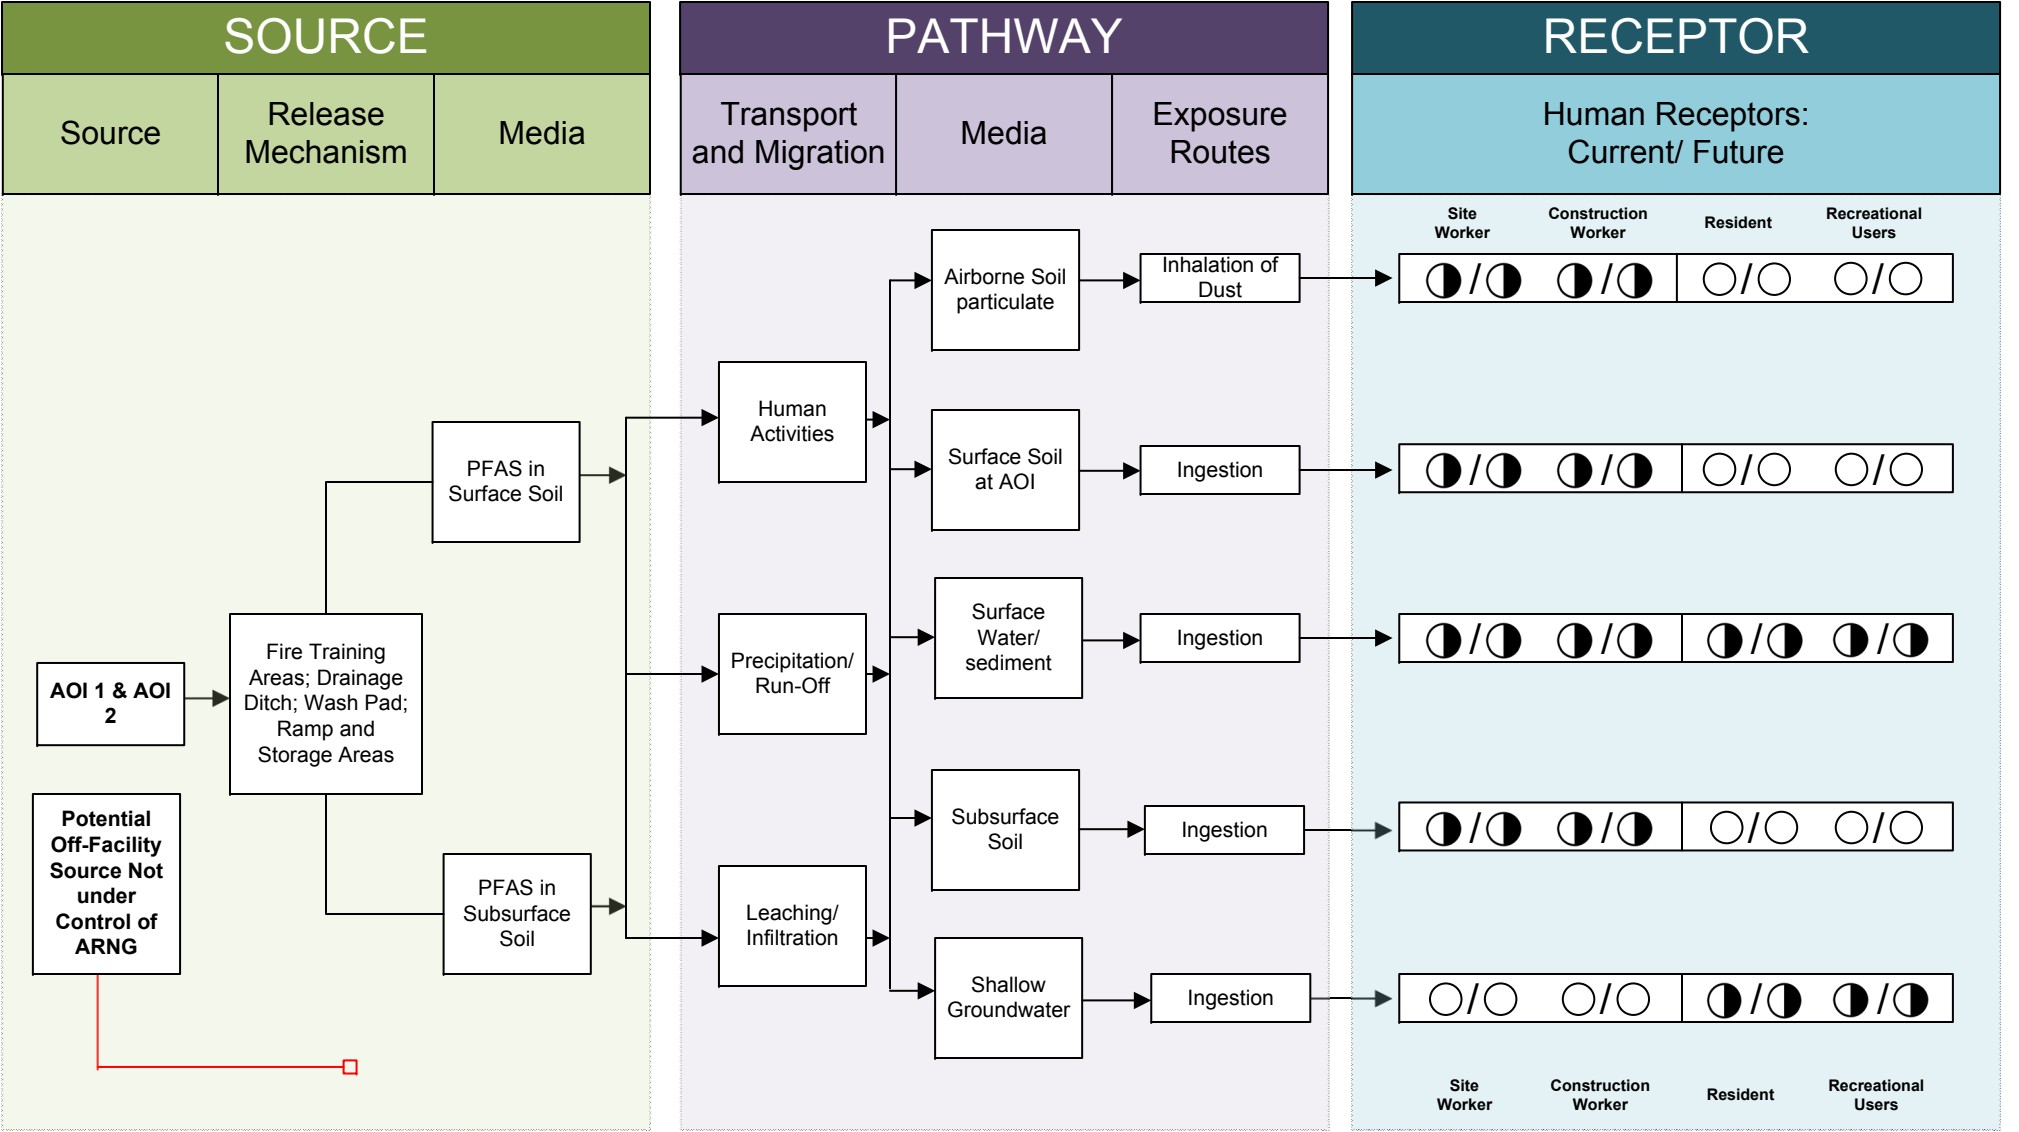 SOURCE
PATHWAY
RECEPTOR
Source
Release
Mechanism
Media
Transport
and Migration
Media
Exposure
Routes
Human Receptors:
Current/ Future
Site
Worker
Construction
Worker
Resident
Recreational
Users
Airborne Soil
particulate
Inhalation of
Dust
/
/
/
/
Human
Activities
PFAS in
Surface Soil
Surface Soil
at AOI
Ingestion
/
/
/
/
AOI 1 & AOI
2
Fire Training
Areas; Drainage
Ditch; Wash Pad;
Ramp and
Storage Areas
Precipitation/
Run-Off
Surface
Water/
sediment
Ingestion
/
/
/
/
Potential
Off-Facility
Source Not
under
Control of
ARNG
PFAS in
Subsurface
Soil
Subsurface
Soil
Ingestion
/
/
/
/
Leaching/
Infiltration
Shallow
Groundwater
Ingestion
/
/
/
/
Site
Worker
Construction
Worker
Resident
Recreational
Users